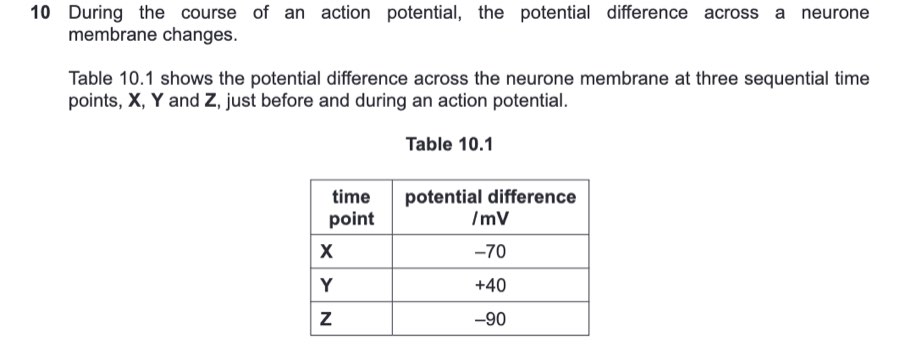 10 During the course of an action potential, the potential difference across a neurone
membrane changes.
Table 10.1 shows the potential difference across the neurone membrane at three sequential time
points, X, Y and Z, just before and during an action potential.
Table 10.1
time point potential difference /mV
X –70
Y +40
Z –90